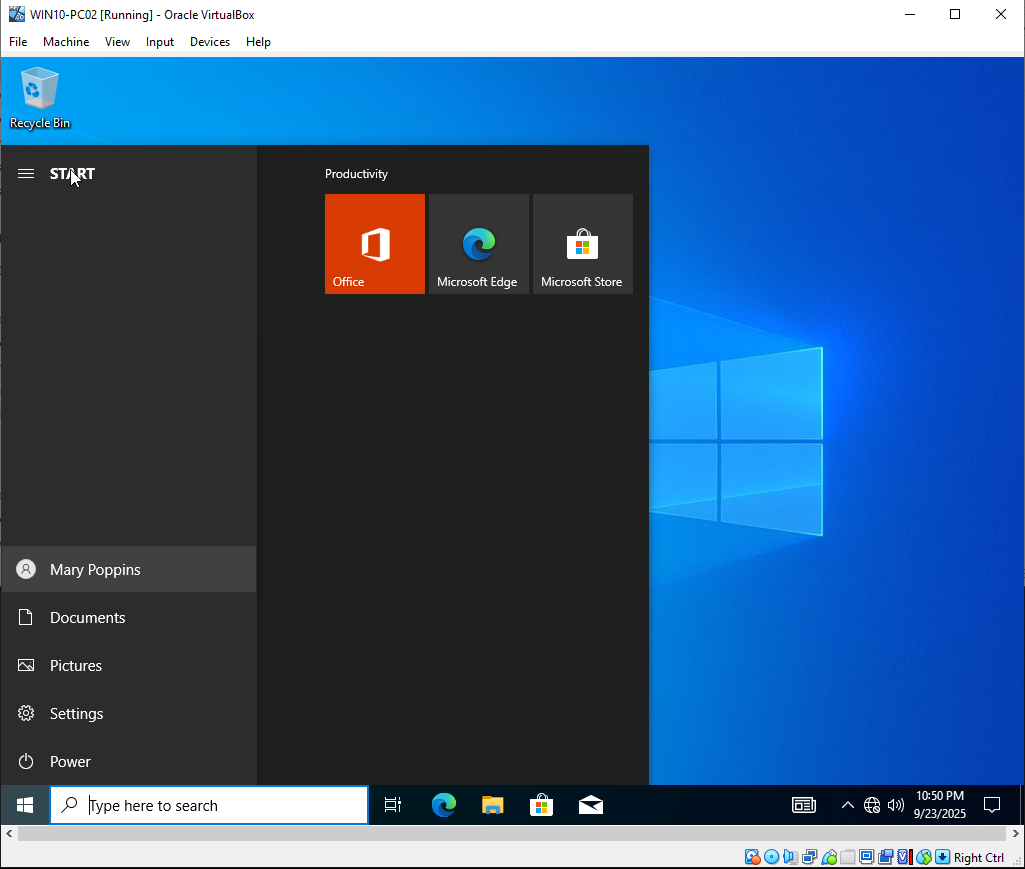 WIN10-PC02 [Running] - Oracle VirtualBox
File Machine View Input Devices Help
Recycle Bin
START
Productivity
Office
Microsoft Edge
Microsoft Store
Mary Poppins
Documents
Pictures
Settings
Power
Type here to search
10:50 PM
9/23/2025
Right Ctrl